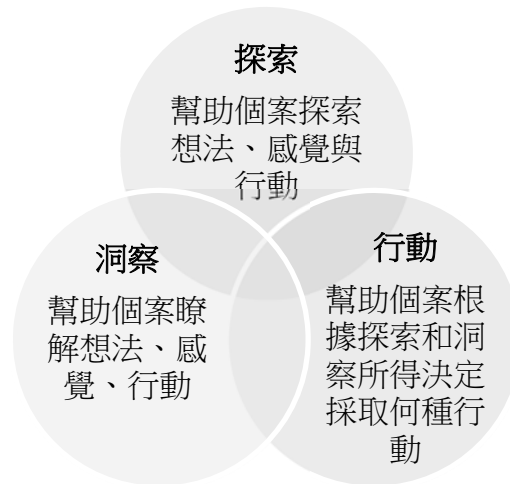 探索
幫助個案探索
想法、感覺與
行動
洞察
幫助個案瞭
解想法、感
覺、行動
行動
幫助個案根
據探索和洞
察所得決定
採取何種行
動